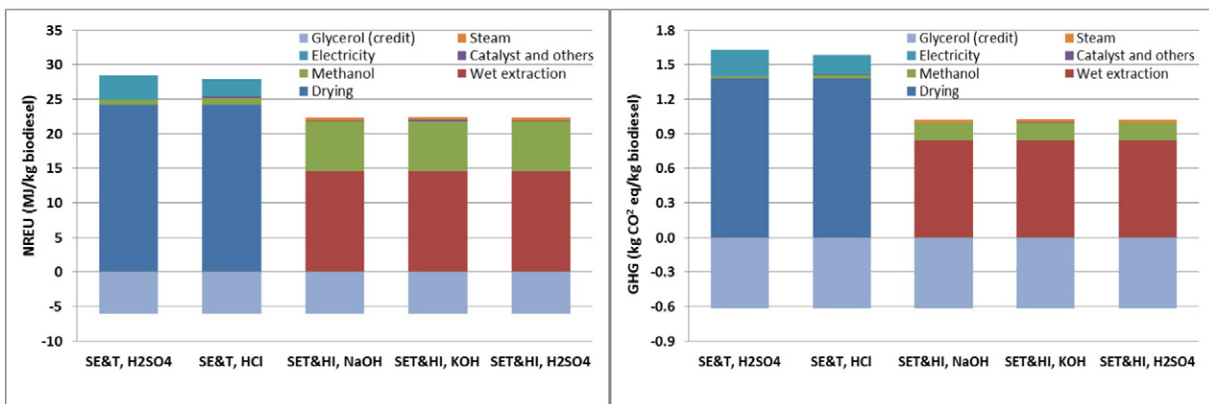 35
30
25
20
15
10
5
0
-5
-10
NREU (MJ/kg biodiesel)
Glycerol (credit) Steam
Electricity Catalyst and others
Methanol Wet extraction
Drying
SE&T, H2SO4 SE&T, HCl SET&HI, NaOH SET&HI, KOH SET&HI, H2SO4
1.8
1.5
1.2
0.9
0.6
0.3
0.0
-0.3
-0.6
-0.9
GHG (kg CO² eq/kg biodiesel)
Glycerol (credit) Steam
Electricity Catalyst and others
Methanol Wet extraction
Drying
SE&T, H2SO4 SE&T, HCl SET&HI, NaOH SET&HI, KOH SET&HI, H2SO4